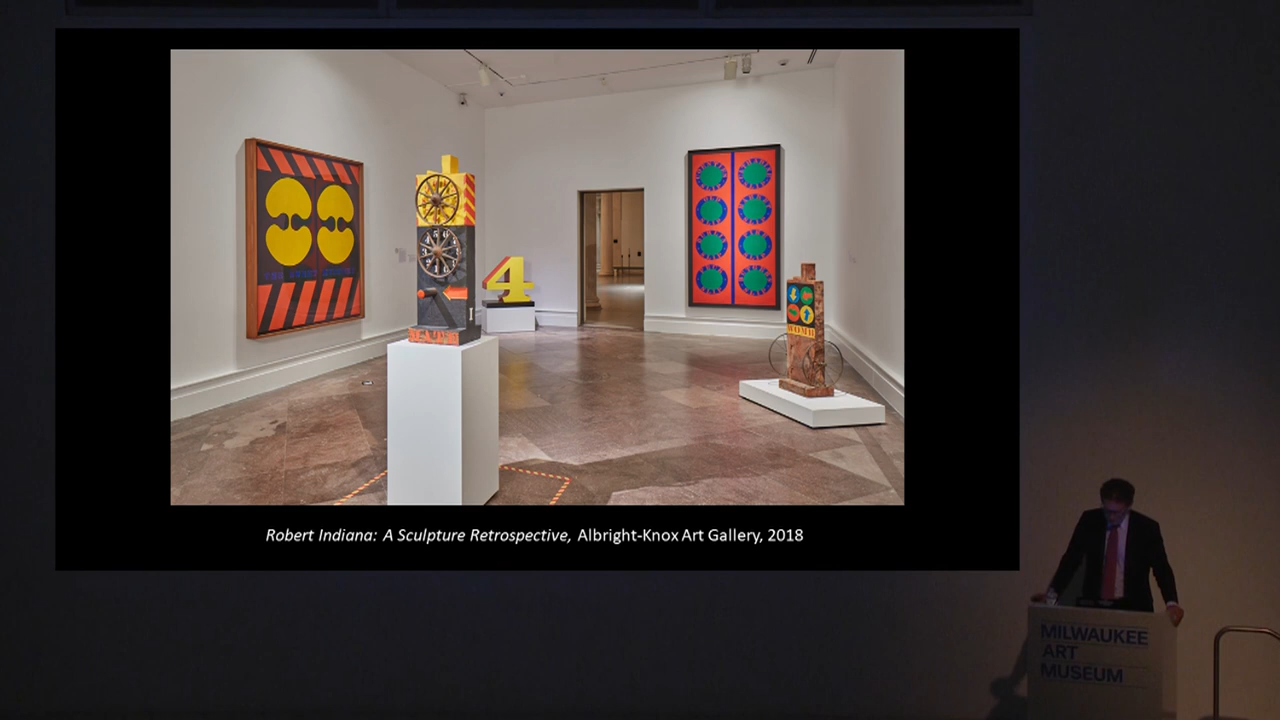 4
Robert Indiana: A Sculpture Retrospective, Albright-Knox Art Gallery, 2018
MILWAUKEE
ART
MUSEUM